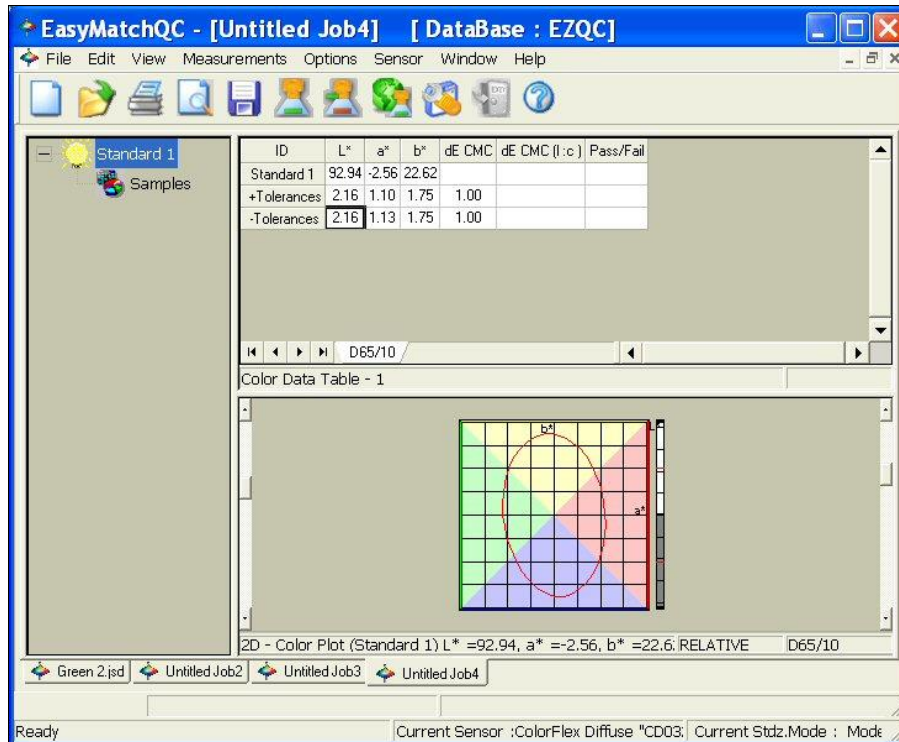 EasyMatchQC - [Untitled Job4] [ DataBase : EZQC]
File Edit View Measurements Options Sensor Window Help
Standard 1
Samples
ID L* a* b* dE CMC dE CMC (l:c) Pass/Fail
Standard 1 92.94 -2.56 22.62
+Tolerances 2.16 1.10 1.75 1.00
-Tolerances 2.16 1.13 1.75 1.00
D65/10
Color Data Table - 1
b*
a*
2D - Color Plot (Standard 1) L* =92.94, a* =-2.56, b* =22.6: RELATIVE D65/10
Green 2.jsd Untitled Job2 Untitled Job3 Untitled Job4
Ready Current Sensor :ColorFlex Diffuse "CD03: Current Stdz.Mode : Mode